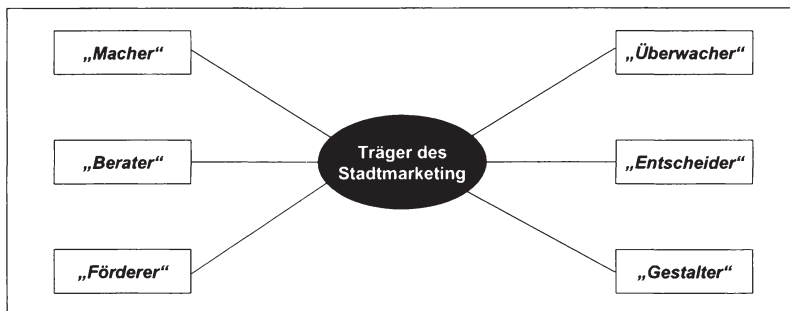 „Macher“
„Überwacher“
Träger des
Stadtmarketing
„Berater“
„Entscheider“
„Förderer“
„Gestalter“